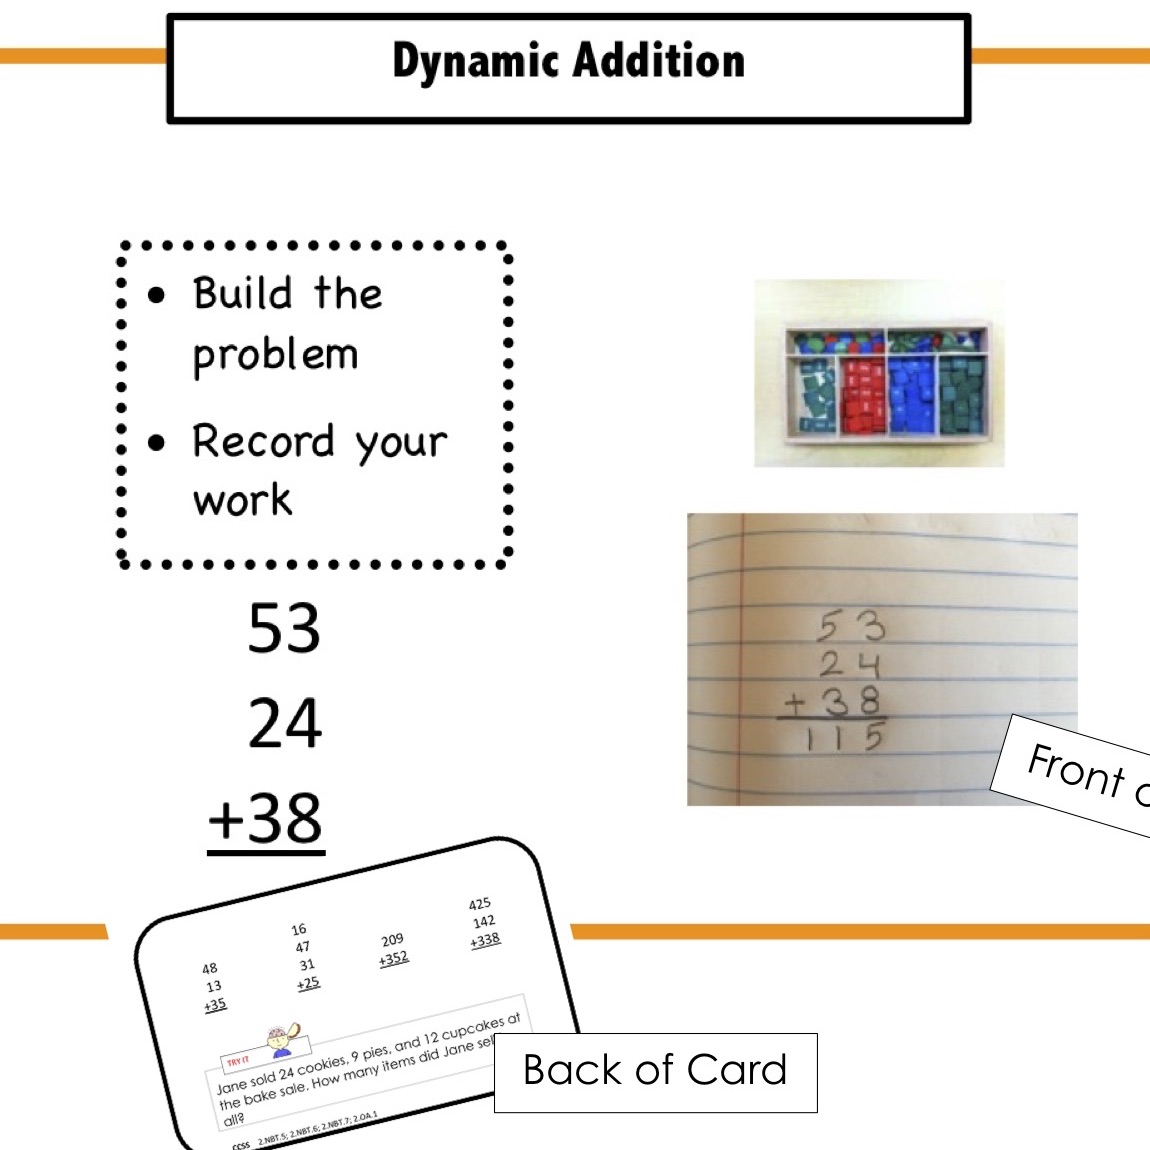 Dynamic Addition
• Build the
problem
• Record your
work
53
24
+38
53
24
+ 38
115
Front
48
13
+35
16
47
31
+25
209
+352
425
142
+338
TRY IT
Jane sold 24 cookies, 9 pies, and 12 cupcakes at
the bake sale. How many items did Jane
all?
CCSS 2.NBT.5; 2.NBT.6; 2.NBT.7; 2.OA.1
Back of Card